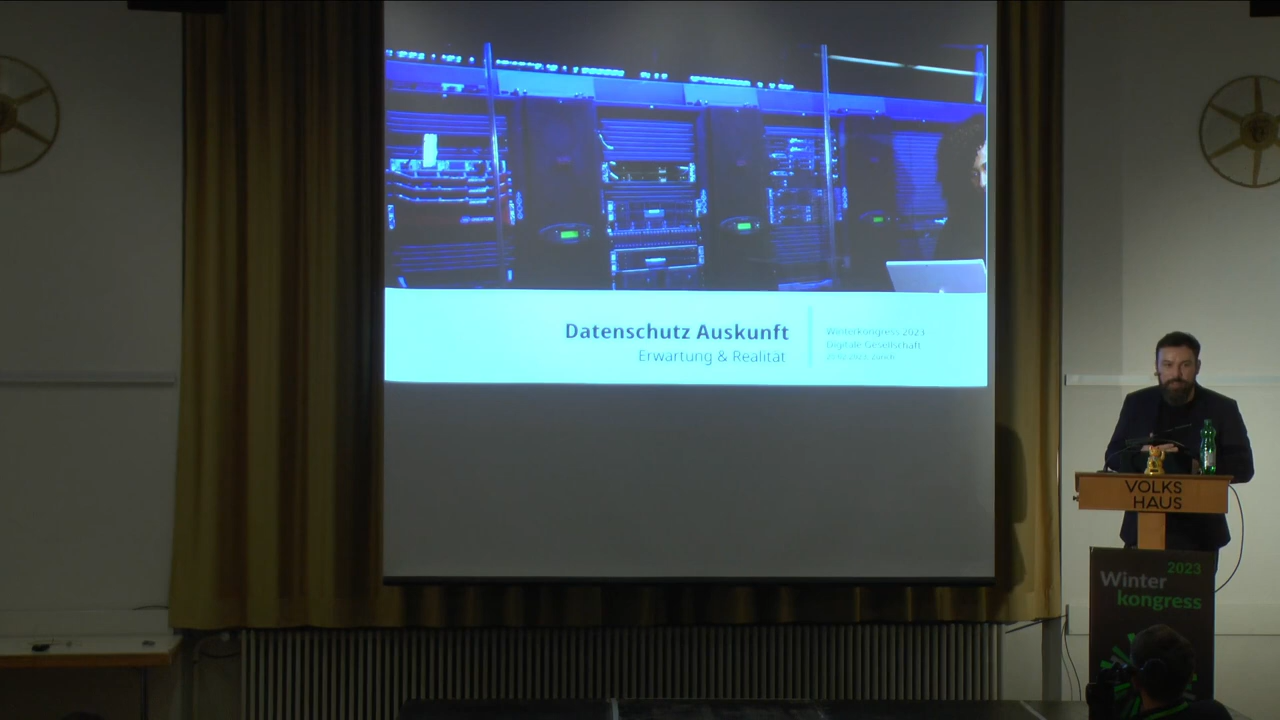 Datenschutz Auskunft
Erwartung & Realität
Winterkongress 2023
Digitale Gesellschaft
VOLKS
HAUS
2023
Winter
kongress